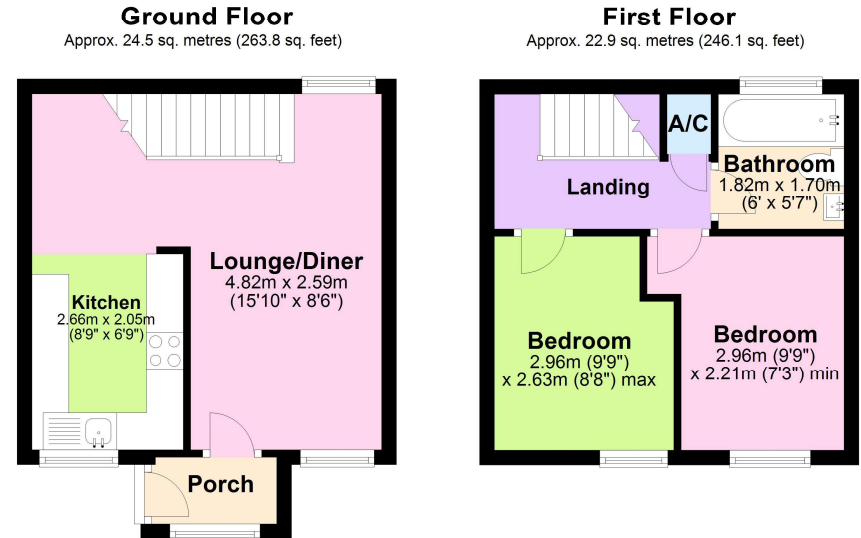 Ground Floor
Approx. 24.5 sq. metres (263.8 sq. feet)
Lounge/Diner
4.82m x 2.59m
(15'10" x 8'6")
Kitchen
2.66m x 2.05m
(8'9" x 6'9")
Porch
First Floor
Approx. 22.9 sq. metres (246.1 sq. feet)
A/C
Bathroom
1.82m x 1.70m
(6' x 5'7")
Landing
Bedroom
2.96m (9'9")
x 2.63m (8'8") max
Bedroom
2.96m (9'9")
x 2.21m (7'3") min